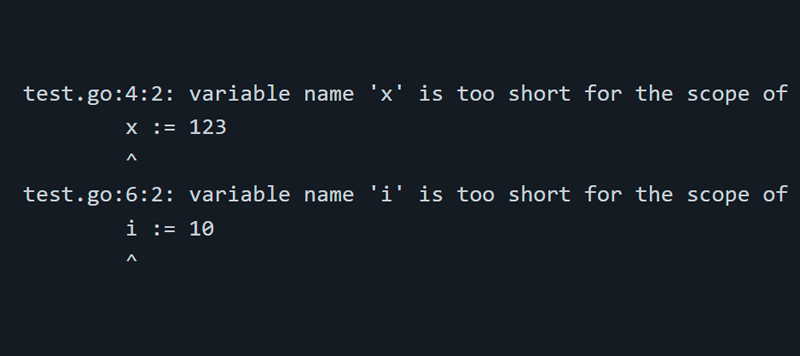 test.go:4:2: variable name 'x' is too short for the scope of
x := 123
^
test.go:6:2: variable name 'i' is too short for the scope of
i := 10
^